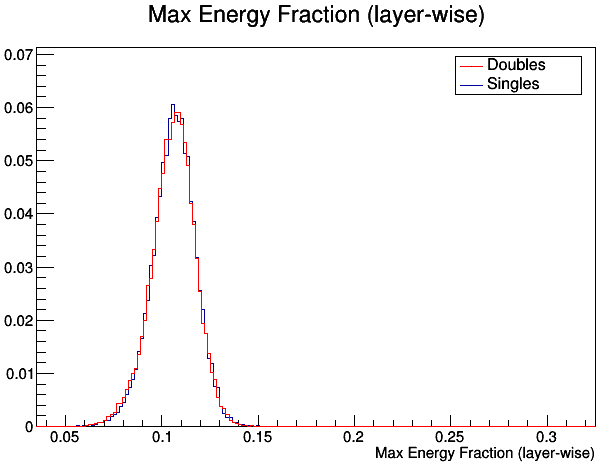 Max Energy Fraction (layer-wise)
Doubles
Singles
0.07
0.06
0.05
0.04
0.03
0.02
0.01
0
0.05 0.1 0.15 0.2 0.25 0.3
Max Energy Fraction (layer-wise)